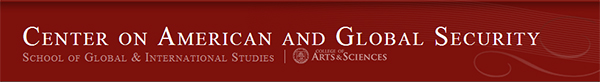 CENTER ON AMERICAN AND GLOBAL SECURITY
SCHOOL OF GLOBAL & INTERNATIONAL STUDIES | COLLEGE OF ARTS & SCIENCES